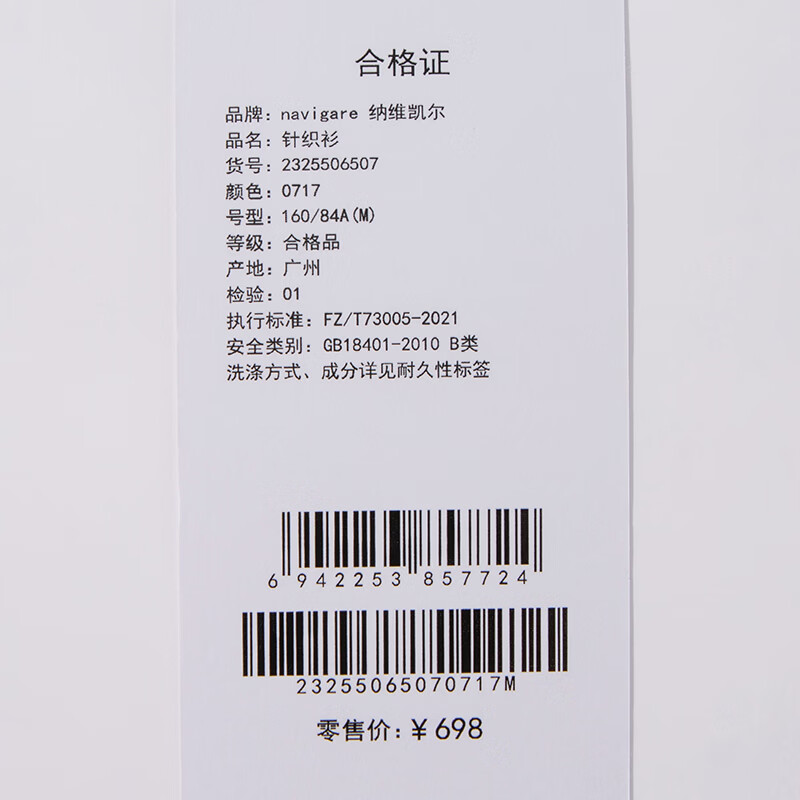 合格证
品牌: navigare 纳维凯尔
品名: 针织衫
货号: 2325506507
颜色: 0717
号型: 160/84A(M)
等级: 合格品
产地: 广州
检验: 01
执行标准: FZ/T73005-2021
安全类别: GB18401-2010 B类
洗涤方式、成分详见耐久性标签
6 942253 857724
23255065070717M
零售价: ¥698